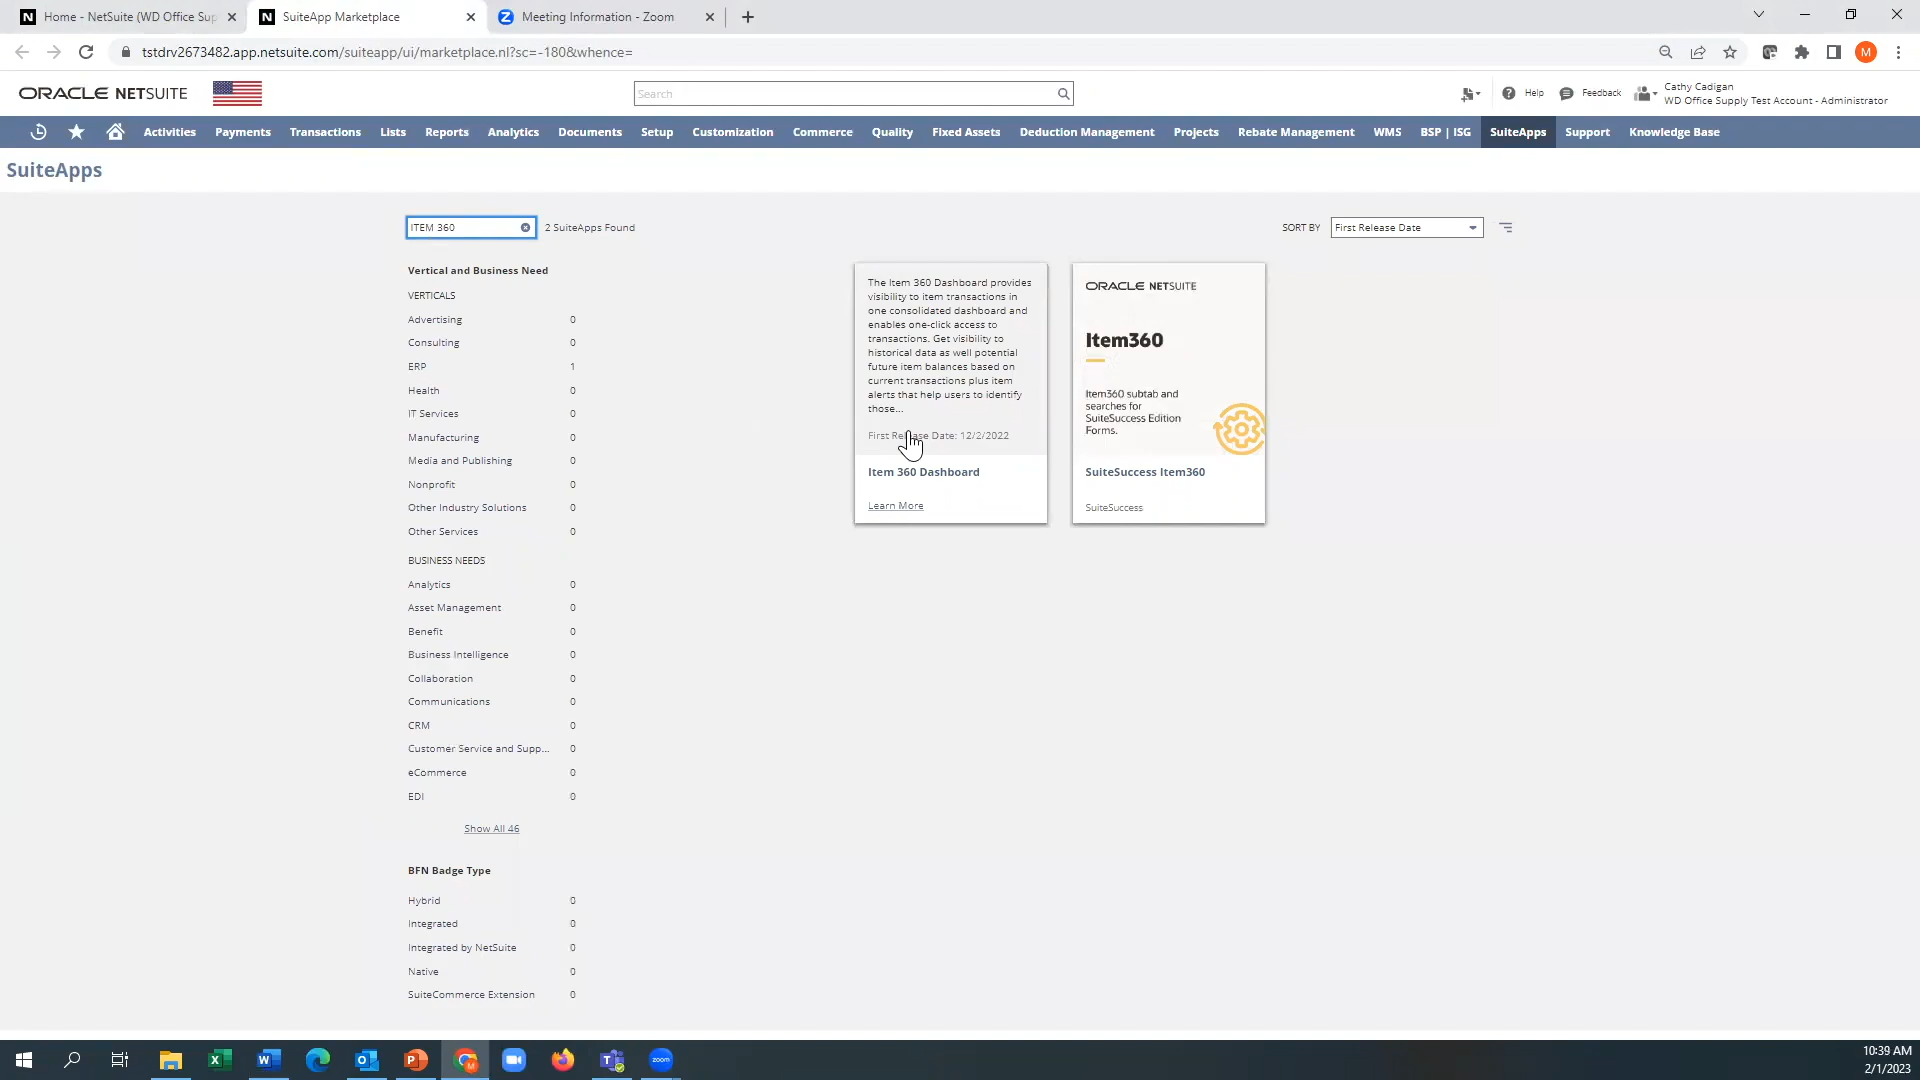 Home - NetSuite (WD Office Sup
SuiteApp Marketplace
Meeting Information - Zoom
tstdrv2673482.app.netsuite.com/suiteapp/ui/marketplace.nl?sc=-180&whence=
M
ORACLE NETSUITE
Search
Help
Feedback
Cathy Cadigan
WD Office Supply Test Account - Administrator
Activities Payments Transactions Lists Reports Analytics Documents Setup Customization Commerce Quality Fixed Assets Deduction Management Projects Rebate Management WMS BSP | ISG SuiteApps Support Knowledge Base
SuiteApps
ITEM 360
2 SuiteApps Found
SORT BY
First Release Date
Vertical and Business Need
VERTICALS
Advertising 0
Consulting 0
ERP 1
Health 0
IT Services 0
Manufacturing 0
Media and Publishing 0
Nonprofit 0
Other Industry Solutions 0
Other Services 0
BUSINESS NEEDS
Analytics 0
Asset Management 0
Benefit 0
Business Intelligence 0
Collaboration 0
Communications 0
CRM 0
Customer Service and Supp... 0
eCommerce 0
EDI 0
Show All 46
BFN Badge Type
Hybrid 0
Integrated 0
Integrated by NetSuite 0
Native 0
SuiteCommerce Extension 0
The Item 360 Dashboard provides
visibility to item transactions in
one consolidated dashboard and
enables one-click access to
transactions. Get visibility to
historical data as well potential
future item balances based on
current transactions plus item
alerts that help users to identify
those...
First Release Date: 12/2/2022
Item 360 Dashboard
Learn More
ORACLE NETSUITE
Item360
Item360 subtab and
searches for
SuiteSuccess Edition
Forms.
SuiteSuccess Item360
SuiteSuccess
zoom
10:39 AM
2/1/2023